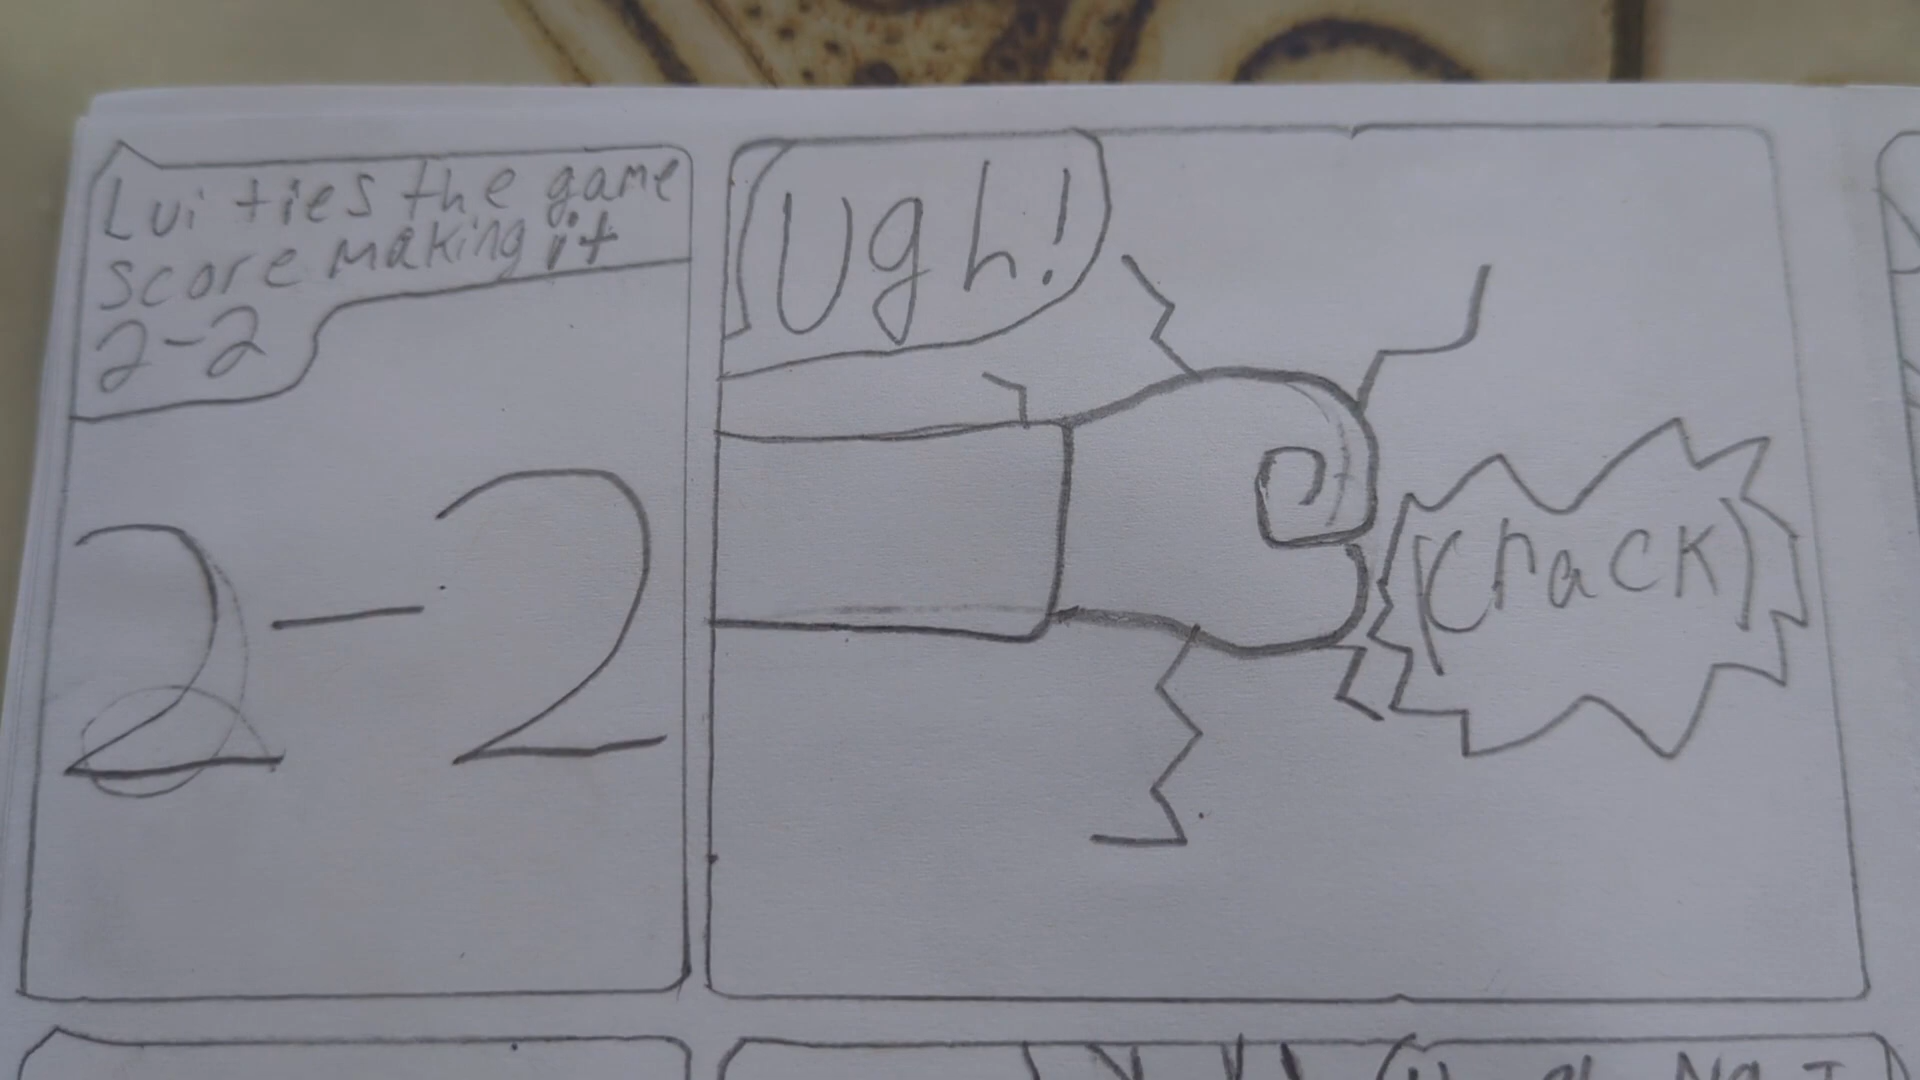 Lui ties the game
score making it
2-2
2-2
Ugh!
Crack